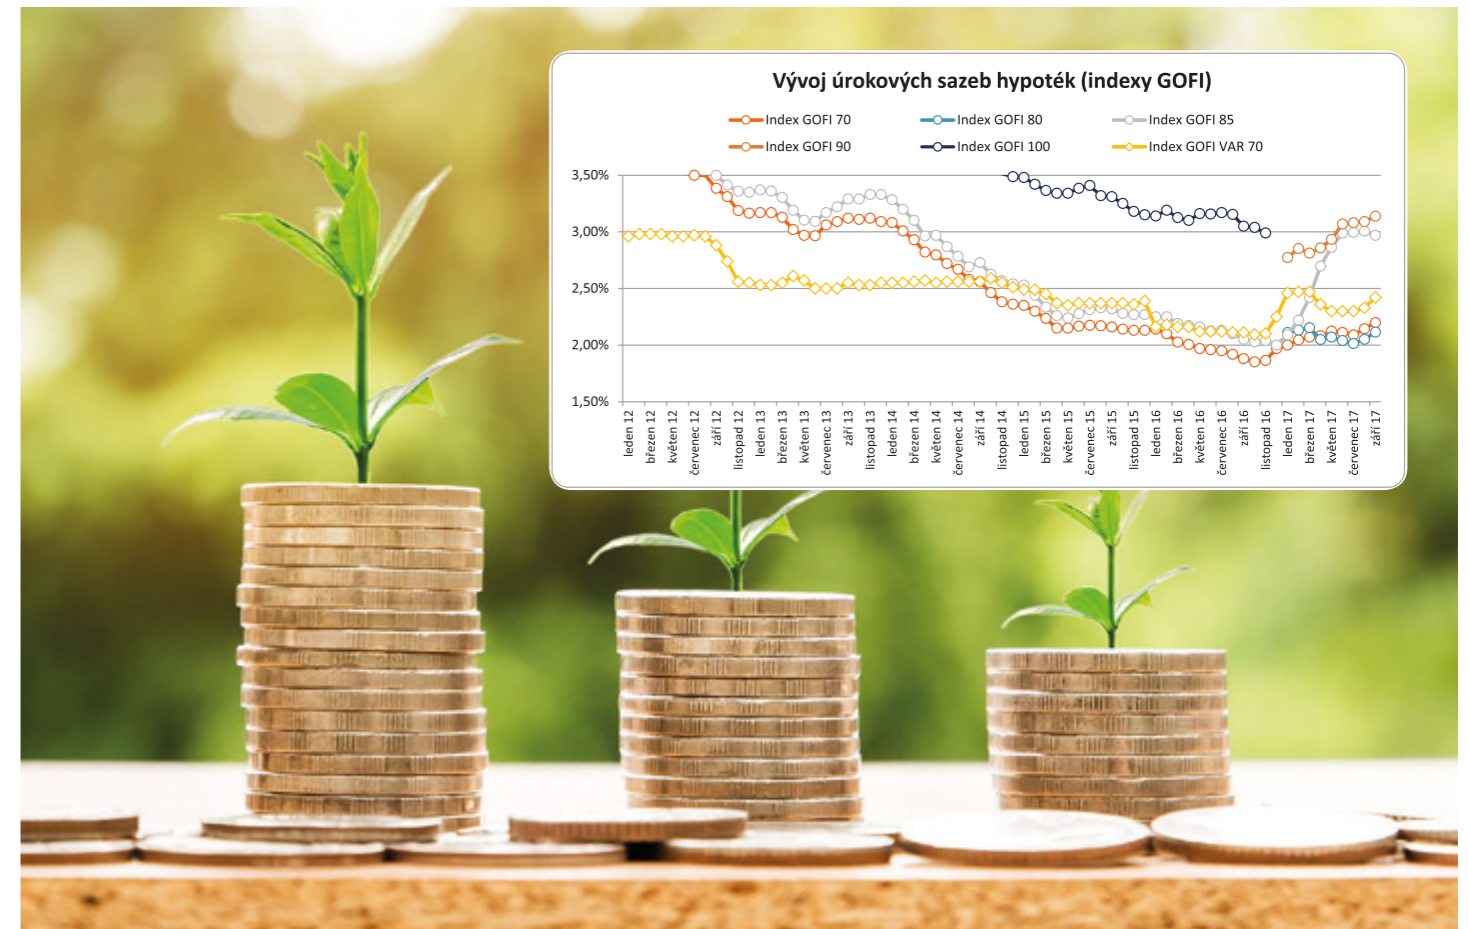 Vývoj úrokových sazeb hypoték (indexy GOFI)
Index GOFI 70 Index GOFI 80 Index GOFI 85
Index GOFI 90 Index GOFI 100 Index GOFI VAR 70
3,50%
3,00%
2,50%
2,00%
1,50%
leden 12
březen 12
květen 12
červenec 12
září 12
listopad 12
leden 13
březen 13
květen 13
červenec 13
září 13
listopad 13
leden 14
březen 14
květen 14
červenec 14
září 14
listopad 14
leden 15
březen 15
květen 15
červenec 15
září 15
listopad 15
leden 16
březen 16
květen 16
červenec 16
září 16
listopad 16
leden 17
březen 17
květen 17
červenec 17
září 17